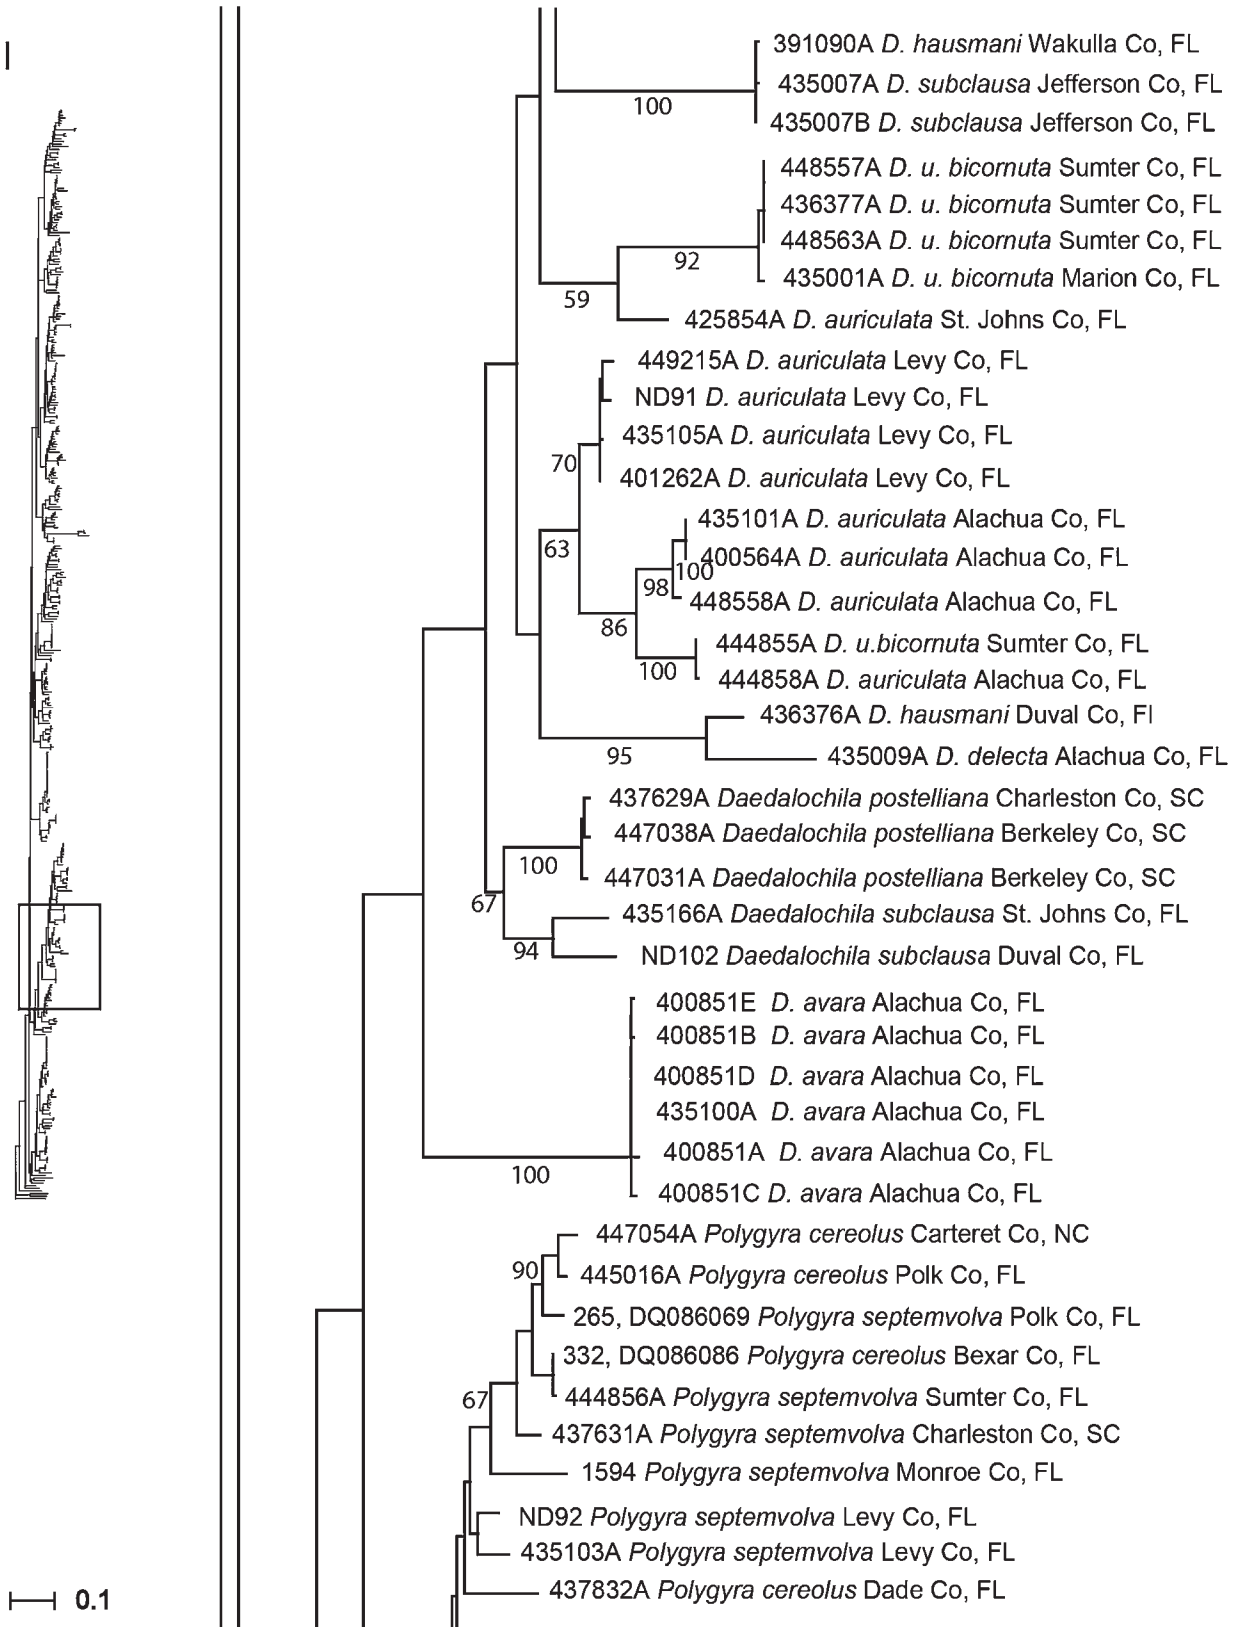 I
391090A D. hausmani Wakulla Co, FL
435007A D. subclausa Jefferson Co, FL
100
435007B D. subclausa Jefferson Co, FL
448557A D. u. bicornuta Sumter Co, FL
436377A D. u. bicornuta Sumter Co, FL
448563A D. u. bicornuta Sumter Co, FL
92
435001A D. u. bicornuta Marion Co, FL
59
425854A D. auriculata St. Johns Co, FL
449215A D. auriculata Levy Co, FL
ND91 D. auriculata Levy Co, FL
435105A D. auriculata Levy Co, FL
70
401262A D. auriculata Levy Co, FL
435101A D. auriculata Alachua Co, FL
63
400564A D. auriculata Alachua Co, FL
100
98
448558A D. auriculata Alachua Co, FL
86
444855A D. u.bicornuta Sumter Co, FL
100
444858A D. auriculata Alachua Co, FL
436376A D. hausmani Duval Co, Fl
95
435009A D. delecta Alachua Co, FL
437629A Daedalochila postelliana Charleston Co, SC
447038A Daedalochila postelliana Berkeley Co, SC
100
447031A Daedalochila postelliana Berkeley Co, SC
67
435166A Daedalochila subclausa St. Johns Co, FL
94
ND102 Daedalochila subclausa Duval Co, FL
400851E D. avara Alachua Co, FL
400851B D. avara Alachua Co, FL
400851D D. avara Alachua Co, FL
435100A D. avara Alachua Co, FL
400851A D. avara Alachua Co, FL
100
400851C D. avara Alachua Co, FL
447054A Polygyra cereolus Carteret Co, NC
90
445016A Polygyra cereolus Polk Co, FL
265, DQ086069 Polygyra septemvolva Polk Co, FL
332, DQ086086 Polygyra cereolus Bexar Co, FL
67
444856A Polygyra septemvolva Sumter Co, FL
437631A Polygyra septemvolva Charleston Co, SC
1594 Polygyra septemvolva Monroe Co, FL
ND92 Polygyra septemvolva Levy Co, FL
435103A Polygyra septemvolva Levy Co, FL
437832A Polygyra cereolus Dade Co, FL
0.1